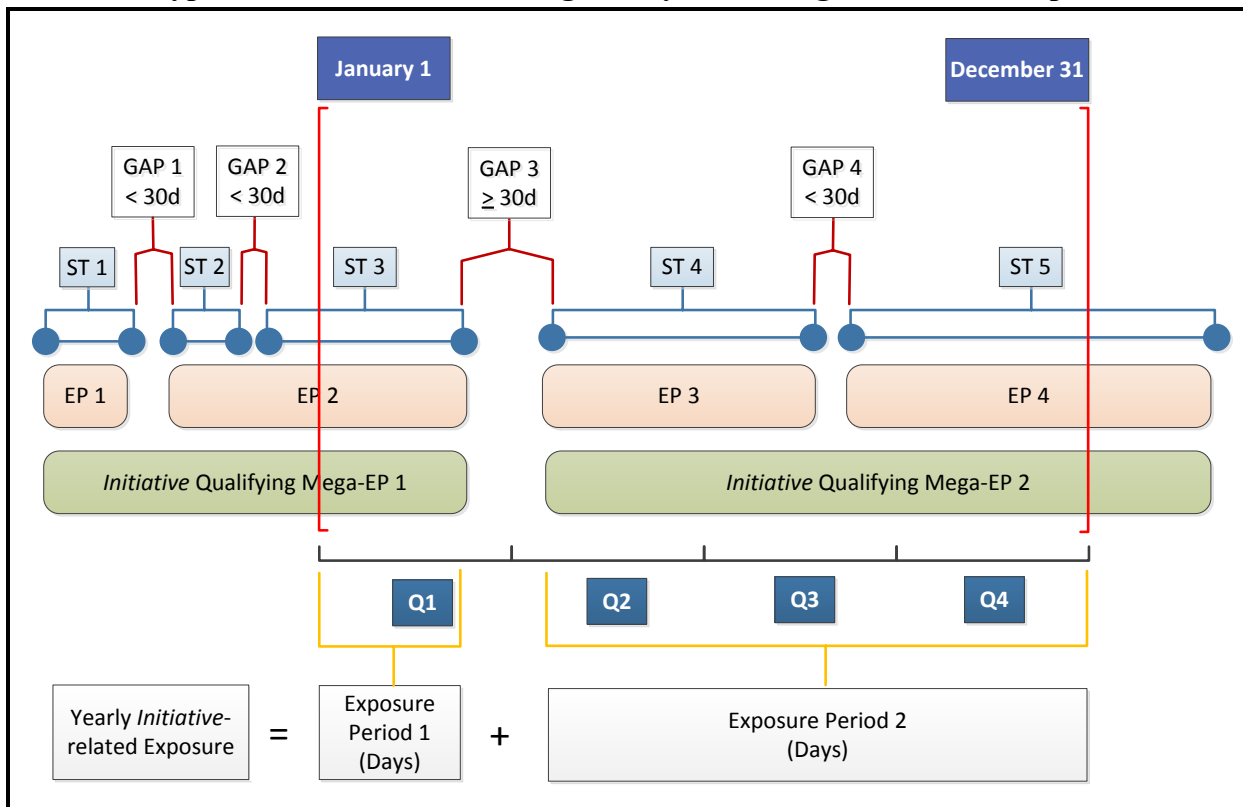 January 1
December 31
GAP 1
< 30d
GAP 2
< 30d
GAP 3
≥ 30d
GAP 4
< 30d
ST 1
ST 2
ST 3
ST 4
ST 5
EP 1
EP 2
EP 3
EP 4
Initiative Qualifying Mega-EP 1
Initiative Qualifying Mega-EP 2
Q1
Q2
Q3
Q4
Yearly Initiative-
related Exposure
=
Exposure
Period 1
(Days)
+
Exposure Period 2
(Days)